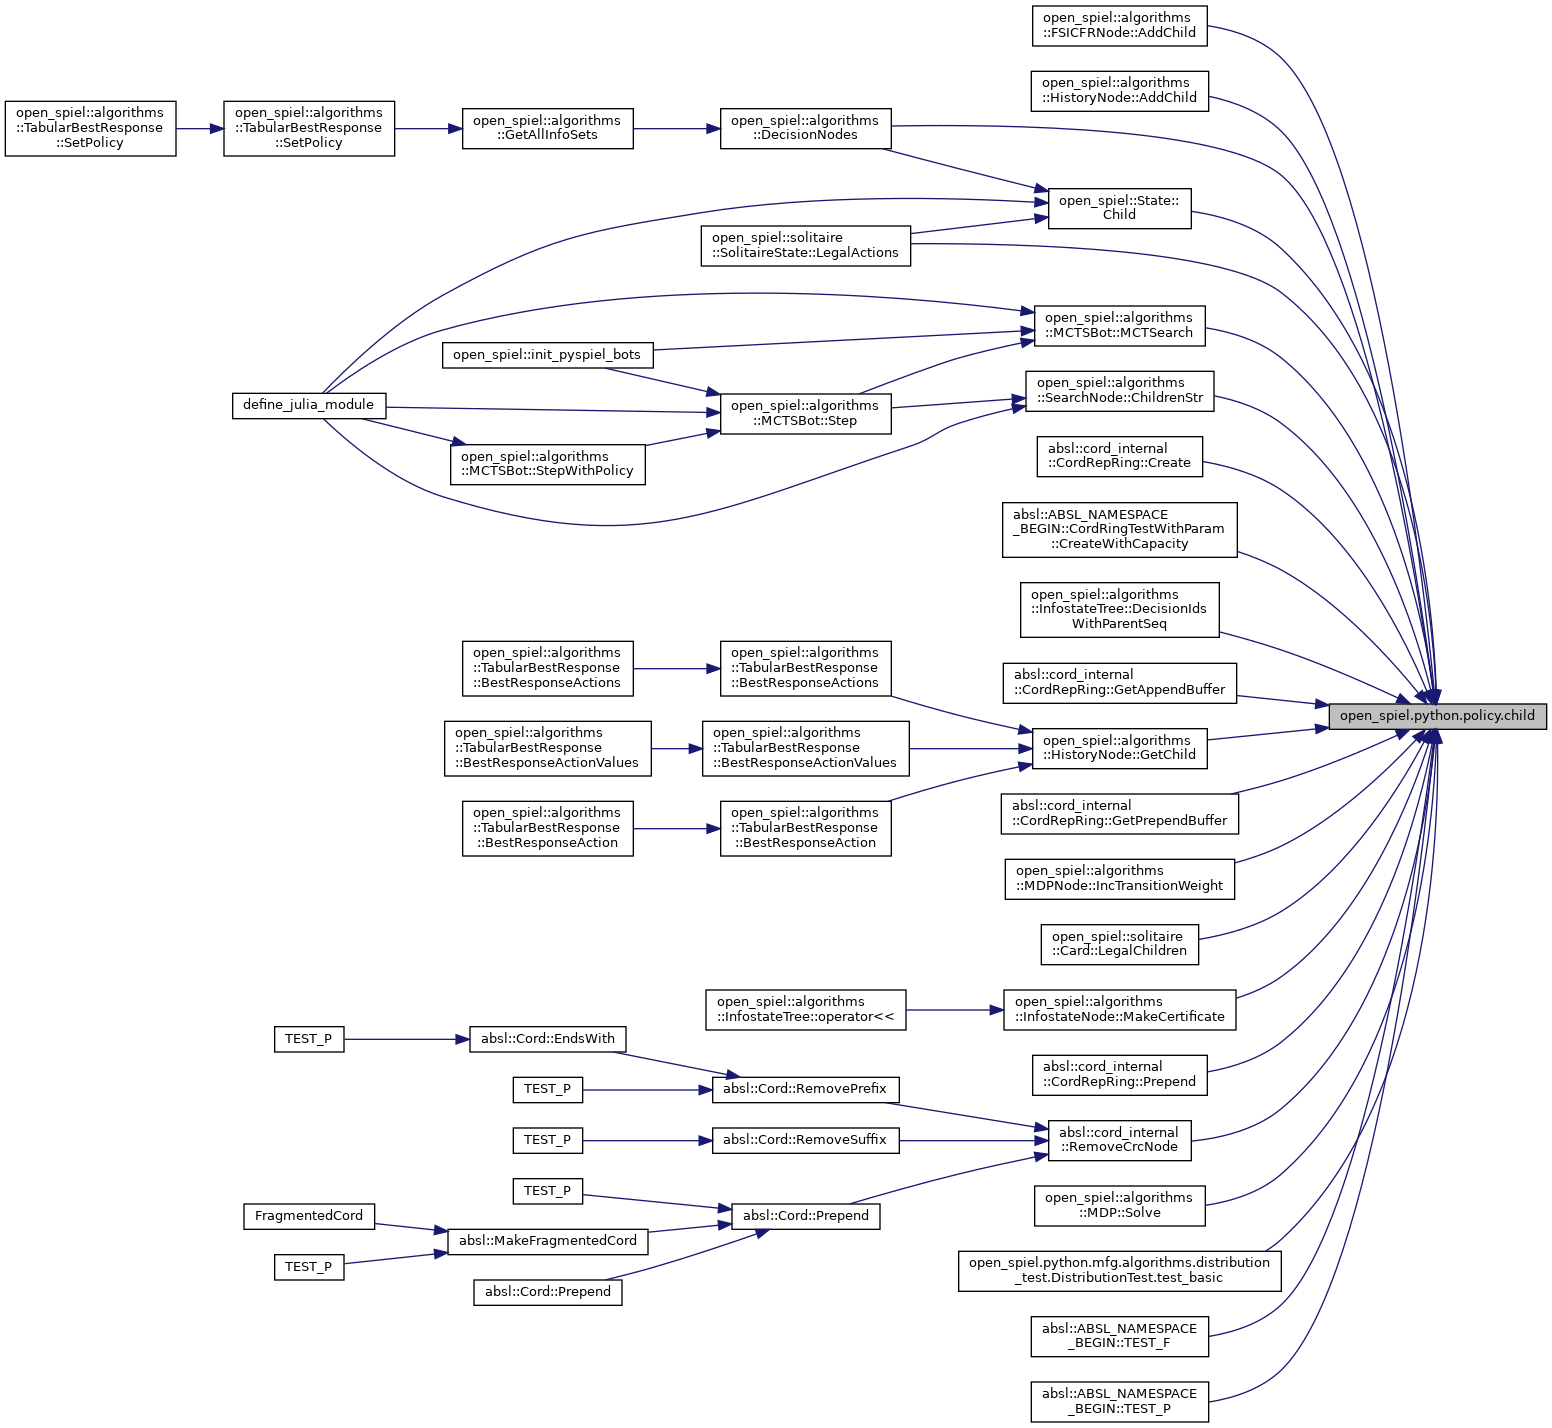 open_spiel::algorithms
::FSICFRNode::AddChild
open_spiel::algorithms
::HistoryNode::AddChild
open_spiel::algorithms
::TabularBestResponse
::SetPolicy
open_spiel::algorithms
::TabularBestResponse
::SetPolicy
open_spiel::algorithms
::GetAllInfoSets
open_spiel::algorithms
::DecisionNodes
open_spiel::State::
Child
open_spiel::solitaire
::SolitaireState::LegalActions
open_spiel::algorithms
::MCTSBot::MCTSearch
open_spiel::init_pyspiel_bots
define_julia_module
open_spiel::algorithms
::MCTSBot::Step
open_spiel::algorithms
::SearchNode::ChildrenStr
open_spiel::algorithms
::MCTSBot::StepWithPolicy
absl::cord_internal
::CordRepRing::Create
absl::ABSL_NAMESPACE
_BEGIN::CordRingTestWithParam
::CreateWithCapacity
open_spiel::algorithms
::InfostateTree::DecisionIds
WithParentSeq
absl::cord_internal
::CordRepRing::GetAppendBuffer
open_spiel.python.policy.child
open_spiel::algorithms
::TabularBestResponse
::BestResponseActions
open_spiel::algorithms
::TabularBestResponse
::BestResponseActions
open_spiel::algorithms
::TabularBestResponse
::BestResponseActionValues
open_spiel::algorithms
::TabularBestResponse
::BestResponseActionValues
open_spiel::algorithms
::HistoryNode::GetChild
open_spiel::algorithms
::TabularBestResponse
::BestResponseAction
open_spiel::algorithms
::TabularBestResponse
::BestResponseAction
absl::cord_internal
::CordRepRing::GetPrependBuffer
open_spiel::algorithms
::MDPNode::IncTransitionWeight
open_spiel::solitaire
::Card::LegalChildren
open_spiel::algorithms
::InfostateTree::operator<<
open_spiel::algorithms
::InfostateNode::MakeCertificate
TEST_P
absl::Cord::EndsWith
absl::cord_internal
::CordRepRing::Prepend
TEST_P
absl::Cord::RemovePrefix
TEST_P
absl::Cord::RemoveSuffix
absl::cord_internal
::RemoveCrcNode
TEST_P
FragmentedCord
absl::Cord::Prepend
open_spiel::algorithms
::MDP::Solve
absl::MakeFragmentedCord
TEST_P
absl::Cord::Prepend
open_spiel.python.mfg.algorithms.distribution
_test.DistributionTest.test_basic
absl::ABSL_NAMESPACE
_BEGIN::TEST_F
absl::ABSL_NAMESPACE
_BEGIN::TEST_P